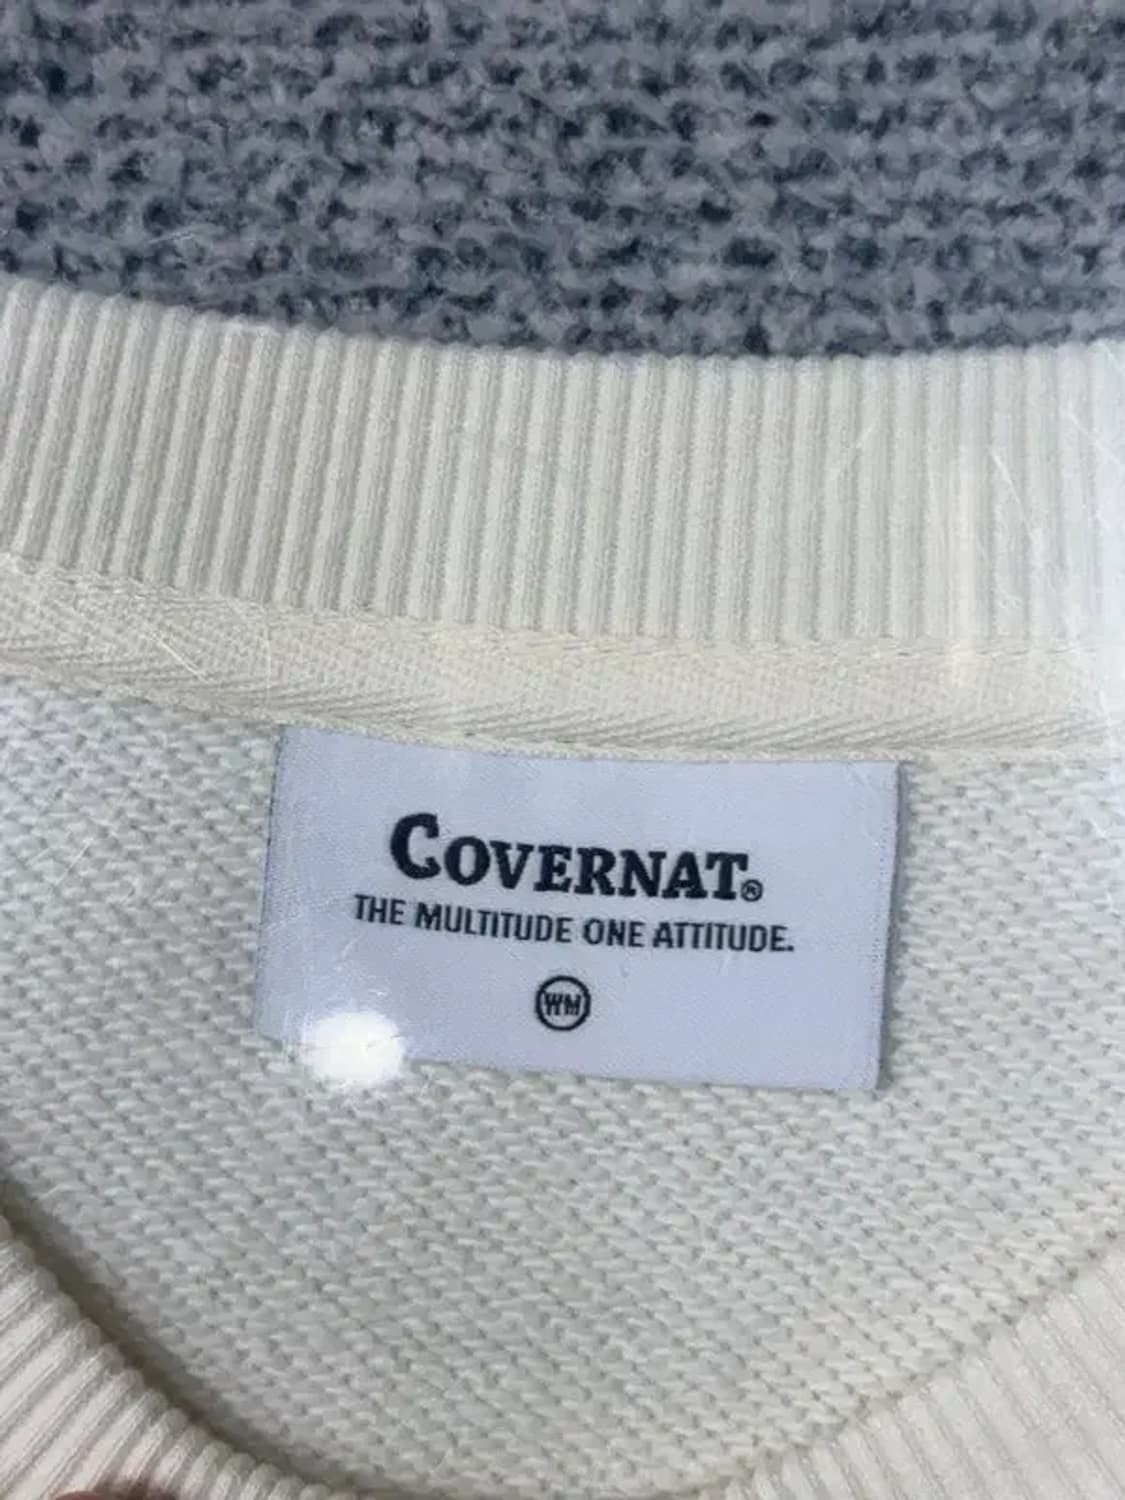 COVERNAT®
THE MULTITUDE ONE ATTITUDE.
WM